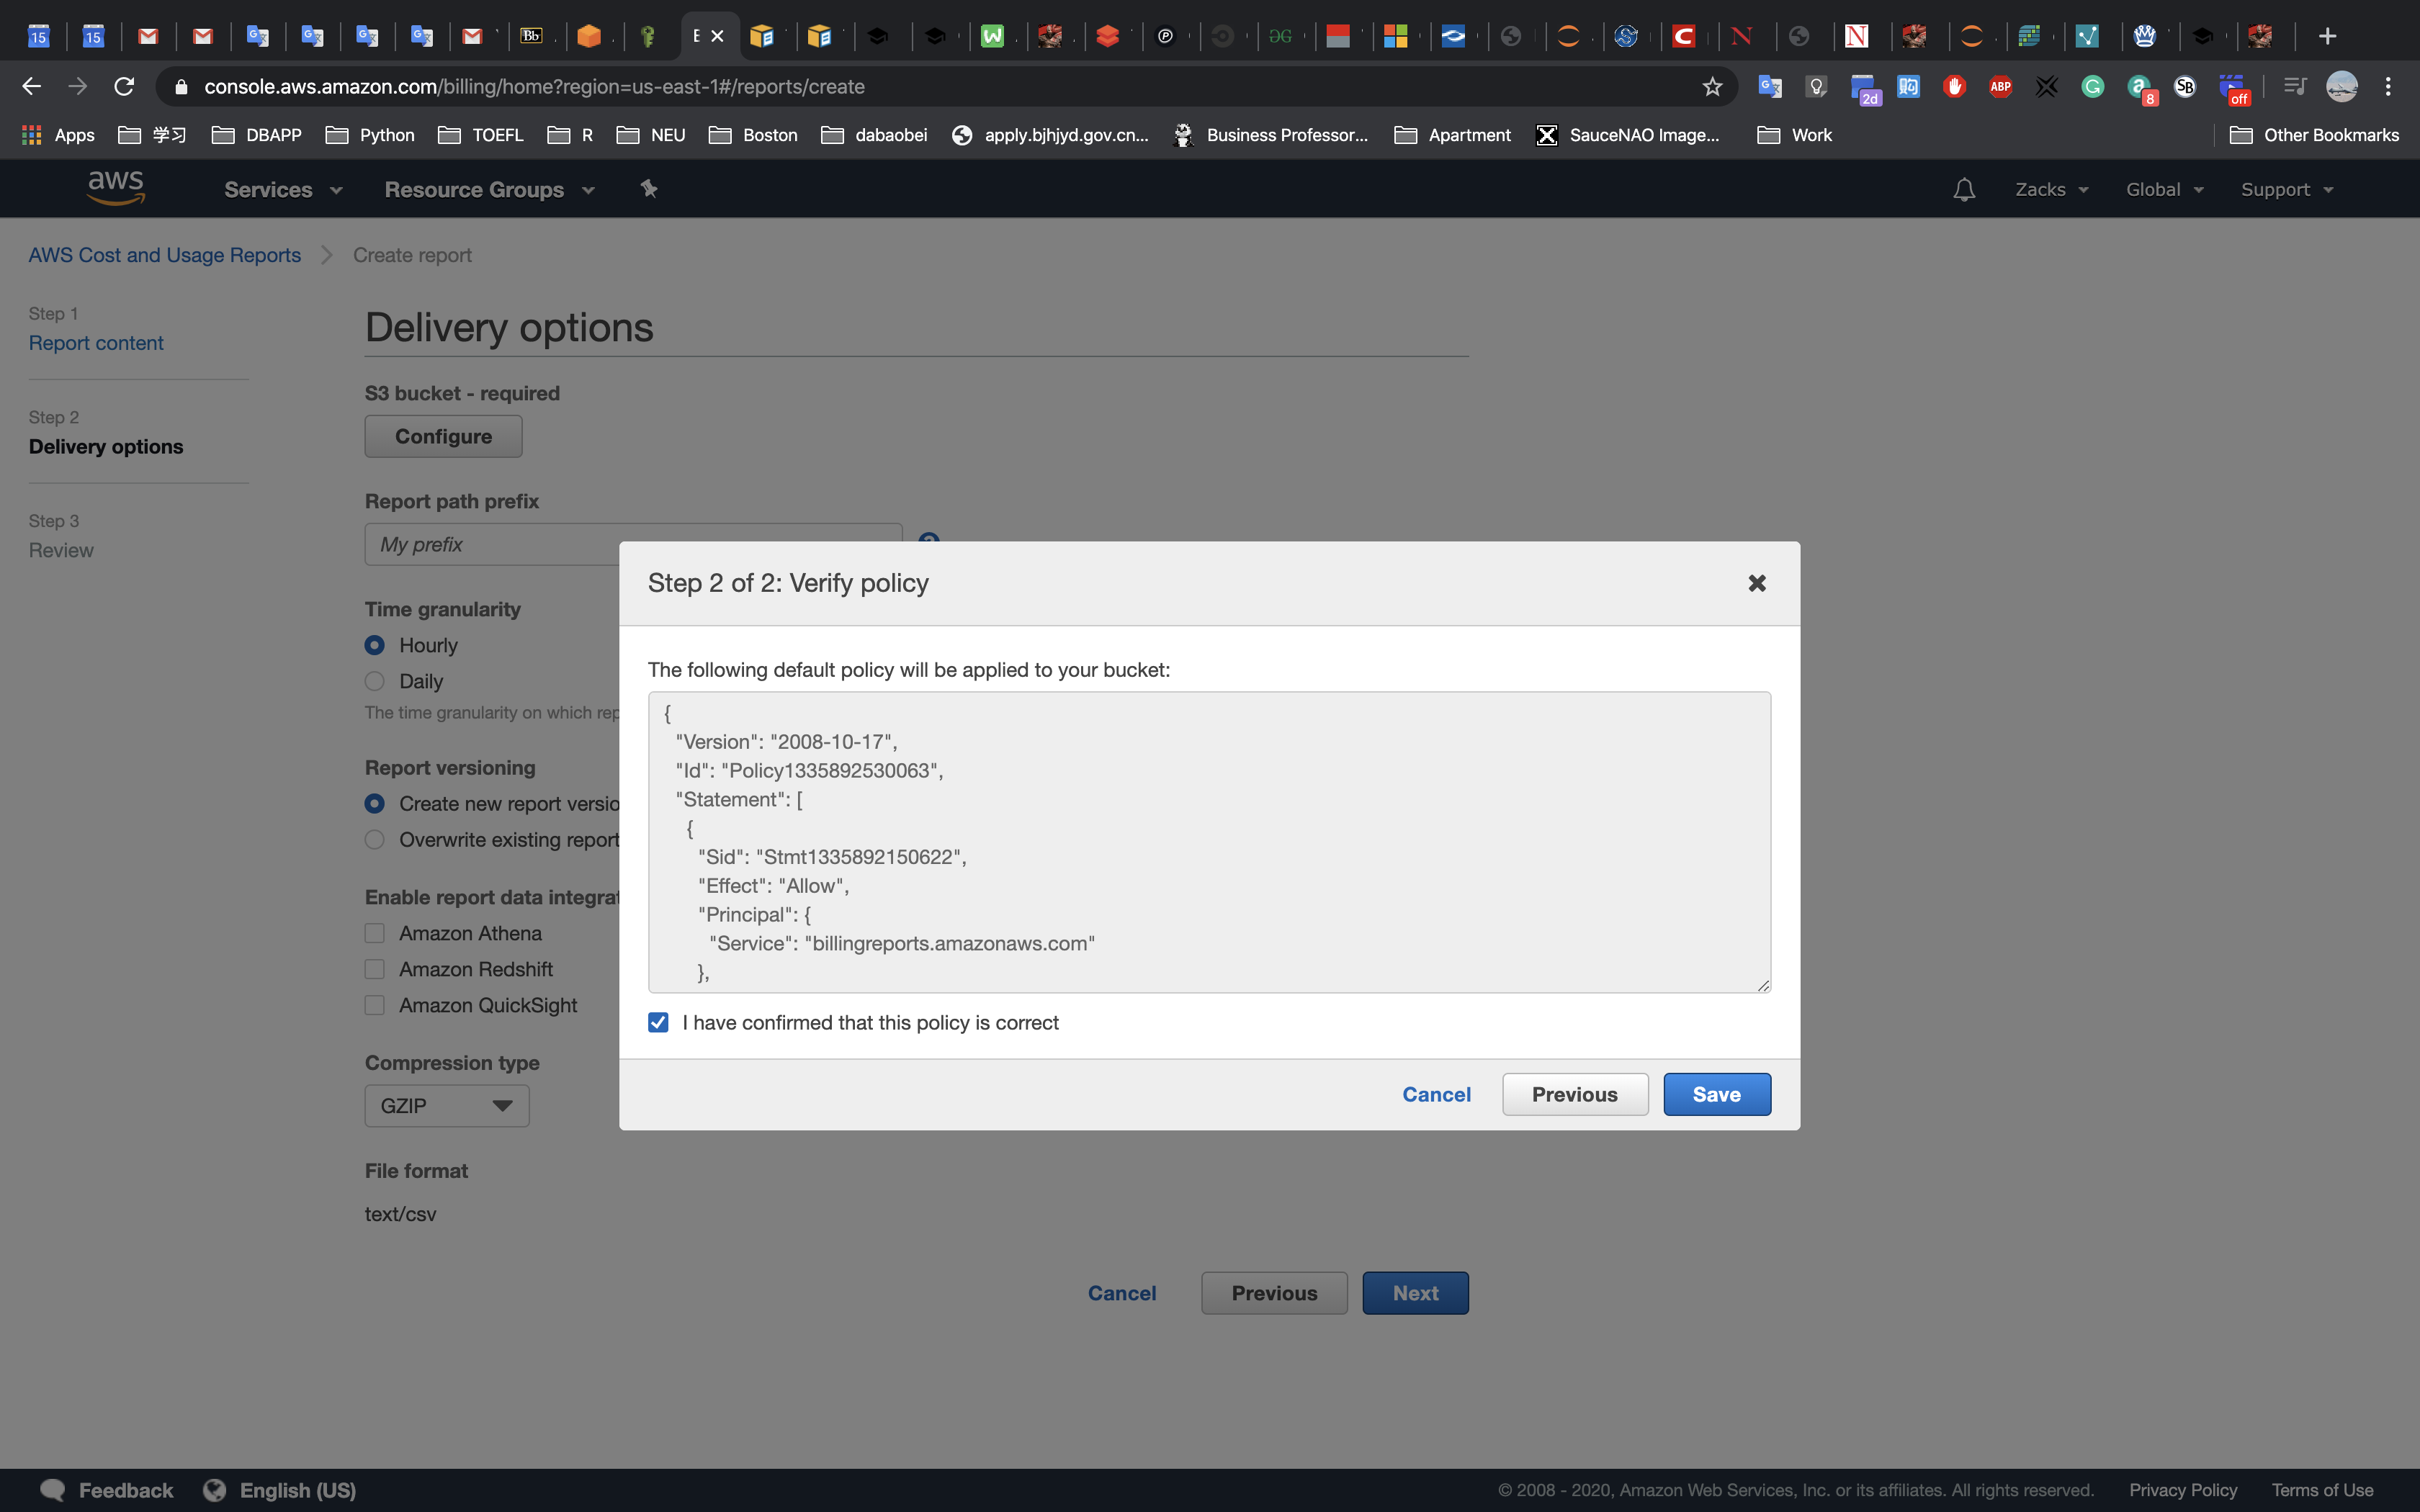 15
15
Bb
E
console.aws.amazon.com/billing/home?region=us-east-1#/reports/create
2d
ABP
8
SB
off
Apps
学习
DBAPP
Python
TOEFL
R
NEU
Boston
dabaobei
apply.bjhjyd.gov.cn...
Business Professor...
Apartment
SauceNAO Image...
Work
Other Bookmarks
aws
Services
Resource Groups
Zacks
Global
Support
AWS Cost and Usage Reports
Create report
Step 1
Report content
Step 2
Delivery options
Step 3
Review
Delivery options
S3 bucket - required
Configure
Report path prefix
My prefix
Time granularity
Hourly
Daily
The time granularity on which rep
Report versioning
Create new report versio
Overwrite existing report
Enable report data integrat
Amazon Athena
Amazon Redshift
Amazon QuickSight
Compression type
GZIP
File format
text/csv
Cancel
Previous
Next
Step 2 of 2: Verify policy
The following default policy will be applied to your bucket:
{
"Version": "2008-10-17",
"Id": "Policy1335892530063",
"Statement": [
{
"Sid": "Stmt1335892150622",
"Effect": "Allow",
"Principal": {
"Service": "billingreports.amazonaws.com"
},
I have confirmed that this policy is correct
Cancel
Previous
Save
Feedback
English (US)
© 2008 - 2020, Amazon Web Services, Inc. or its affiliates. All rights reserved.
Privacy Policy
Terms of Use